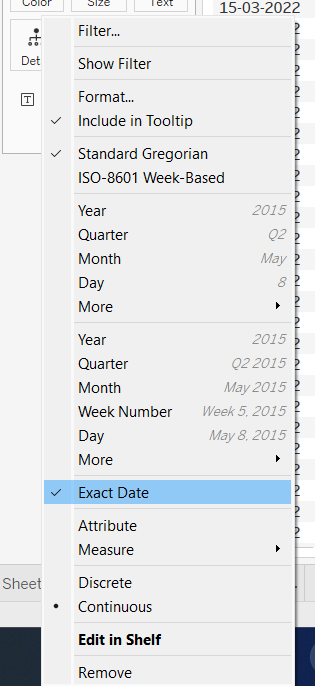 Color Size Text
15-03-2022
Filter...
Show Filter
Det
T
Format...
✓ Include in Tooltip
✓ Standard Gregorian
ISO-8601 Week-Based
Year 2015
Quarter Q2
Month May
Day 8
More
Year 2015
Quarter Q2 2015
Month May 2015
Week Number Week 5, 2015
Day May 8, 2015
More
✓ Exact Date
Attribute
Measure
Discrete
Sheet
• Continuous
Edit in Shelf
Remove